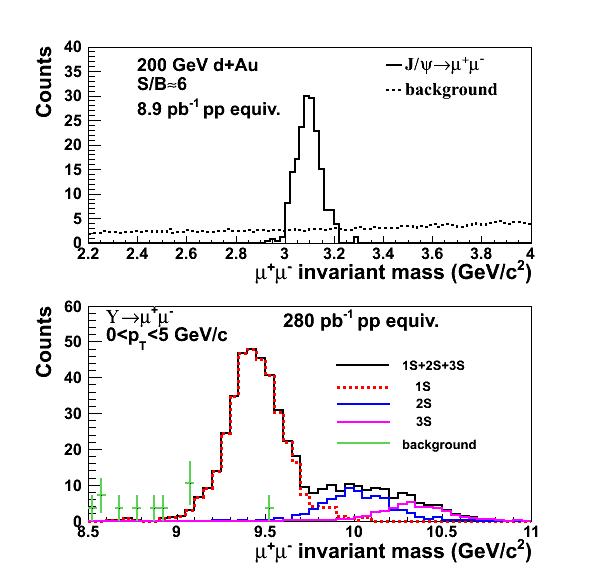 Counts
40
35
30
25
20
15
10
5
0
200 GeV d+Au
S/B≈6
8.9 pb⁻¹ pp equiv.
J/ψ→μ⁺μ⁻
background
2.2 2.4 2.6 2.8 3 3.2 3.4 3.6 3.8 4
μ⁺μ⁻ invariant mass (GeV/c²)
Counts
60
50
40
30
20
10
0
Υ→μ⁺μ⁻
0<p_T<5 GeV/c
280 pb⁻¹ pp equiv.
1S+2S+3S
1S
2S
3S
background
8.5 9 9.5 10 10.5 11
μ⁺μ⁻ invariant mass (GeV/c²)